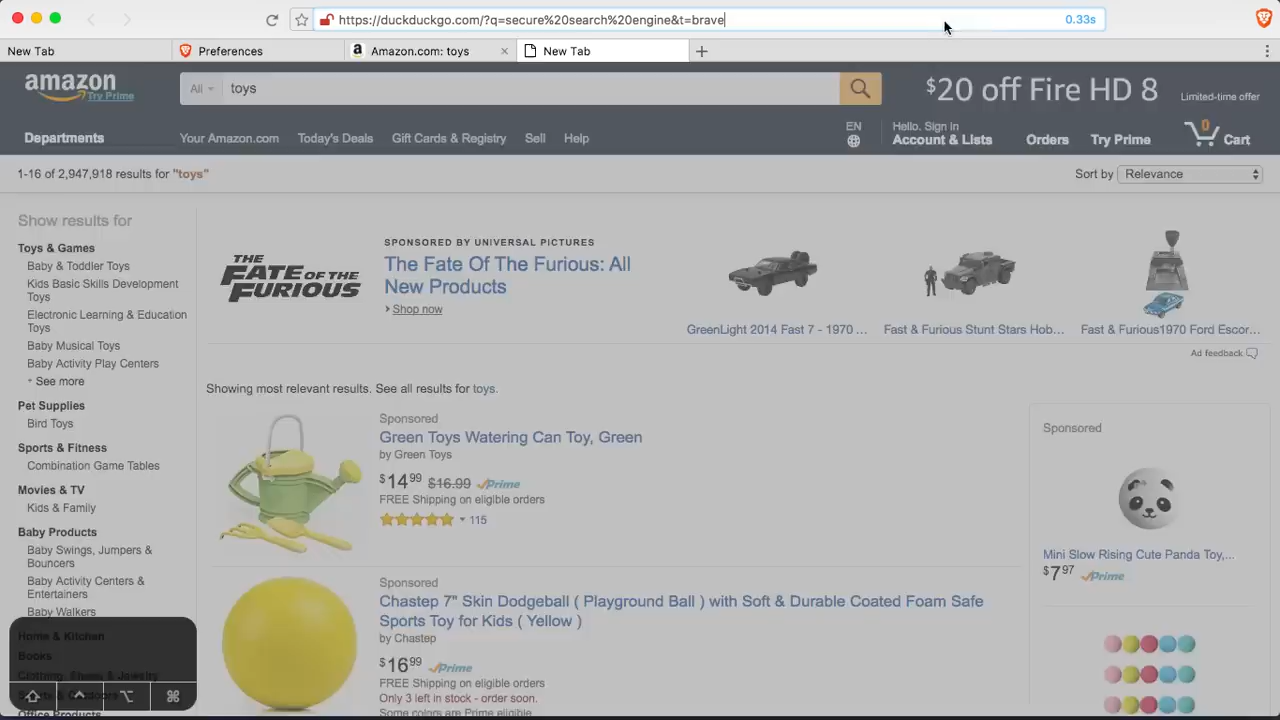 https://duckduckgo.com/?q=secure%20search%20engine&t=brave
0.33s
New Tab
Preferences
Amazon.com: toys
New Tab
amazon
Try Prime
All
toys
$20 off Fire HD 8
Limited-time offer
Departments
Your Amazon.com
Today's Deals
Gift Cards & Registry
Sell
Help
EN
Hello. Sign In
Account & Lists
Orders
Try Prime
0
Cart
1-16 of 2,947,918 results for "toys"
Sort by
Relevance
Show results for
Toys & Games
Baby & Toddler Toys
Kids Basic Skills Development
Toys
Electronic Learning & Education
Toys
Baby Musical Toys
Baby Activity Play Centers
+ See more
Pet Supplies
Bird Toys
Sports & Fitness
Combination Game Tables
Movies & TV
Kids & Family
Baby Products
Baby Swings, Jumpers &
Bouncers
Baby Activity Centers &
Entertainers
Baby Walkers
Home & Kitchen
Books
Clothing, Shoes & Jewelry
Sports & Outdoors
Office Products
THE
FATE OF THE
FURIOUS
SPONSORED BY UNIVERSAL PICTURES
The Fate Of The Furious: All
New Products
› Shop now
GreenLight 2014 Fast 7 - 1970 ...
Fast & Furious Stunt Stars Hob...
Fast & Furious1970 Ford Escor...
Ad feedback
Showing most relevant results. See all results for toys.
Sponsored
Green Toys Watering Can Toy, Green
by Green Toys
$14 99 $16.99 Prime
FREE Shipping on eligible orders
115
Sponsored
Chastep 7" Skin Dodgeball ( Playground Ball ) with Soft & Durable Coated Foam Safe
Sports Toy for Kids ( Yellow )
by Chastep
$16 99 Prime
FREE Shipping on eligible orders
Only 3 left in stock - order soon.
Some colors are Prime eligible
Sponsored
Mini Slow Rising Cute Panda Toy,...
$7 97 Prime